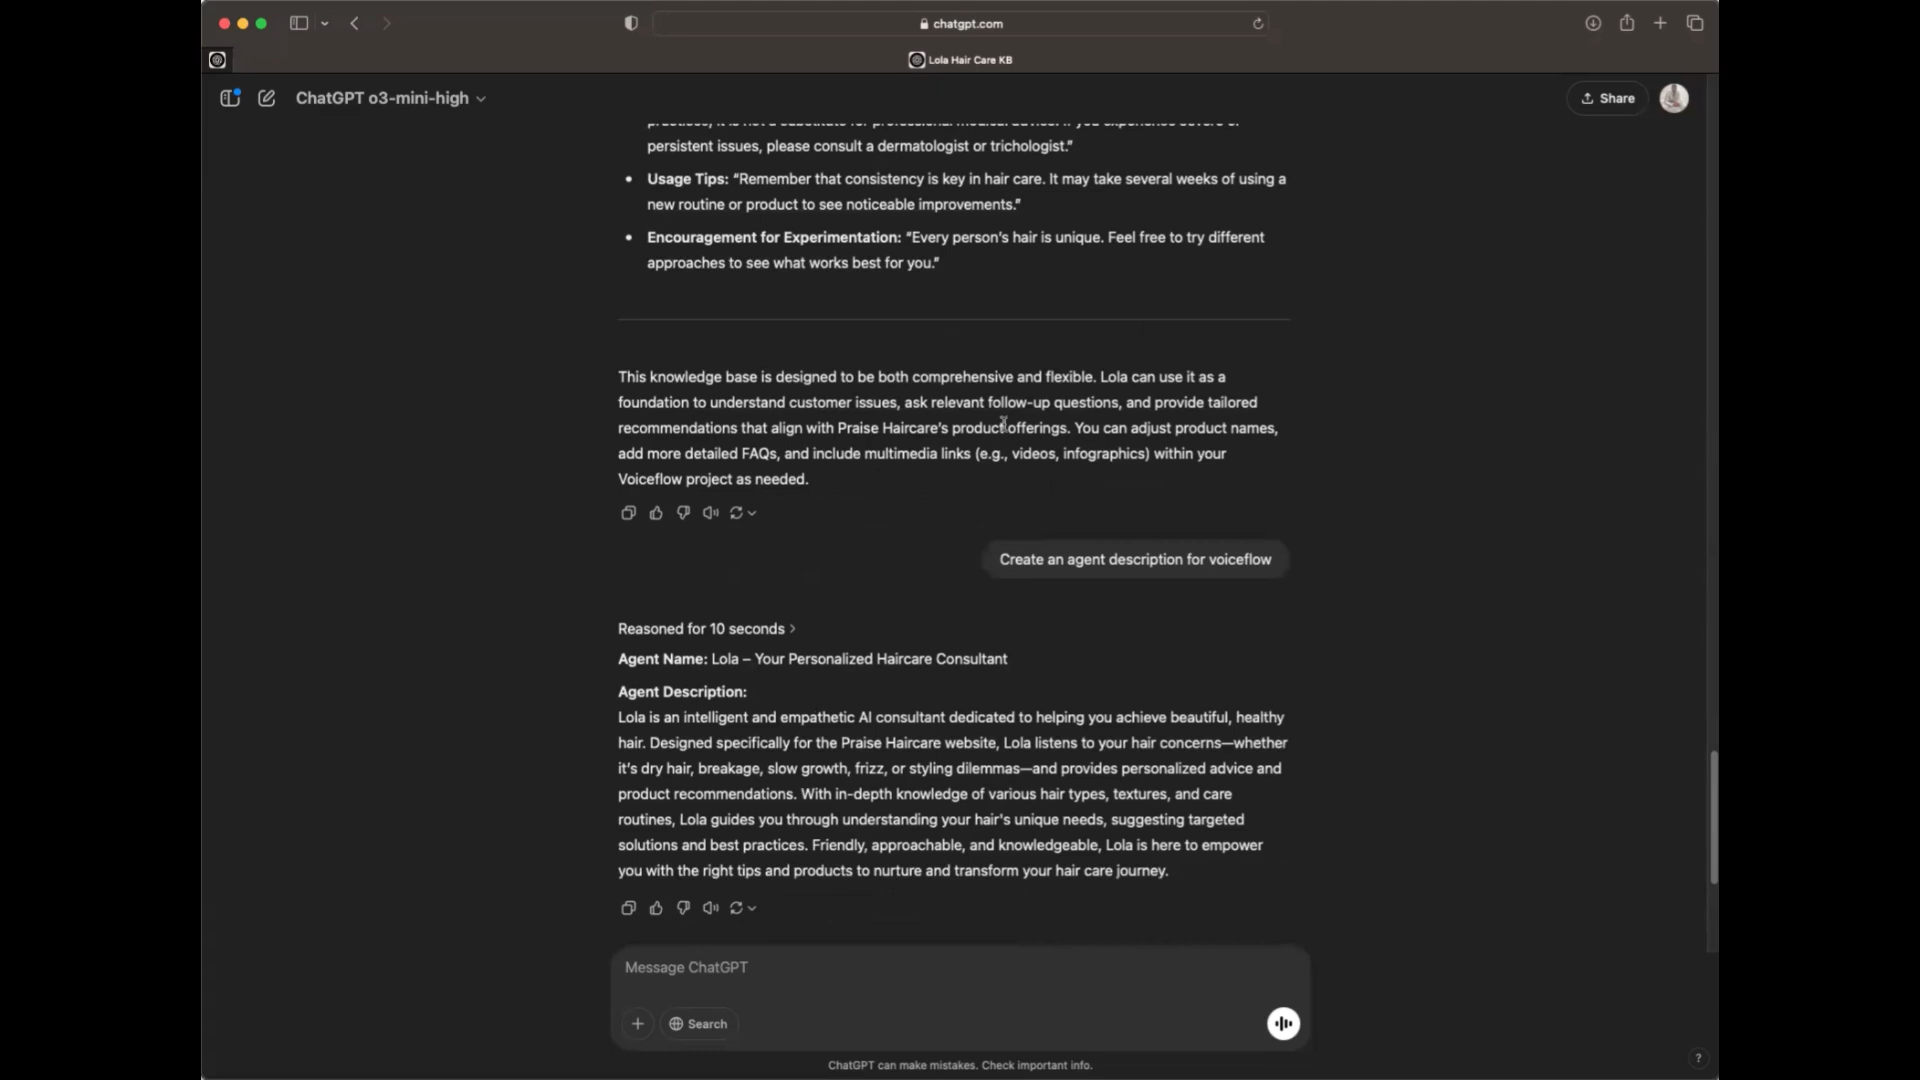 chatgpt.com
Lola Hair Care KB
ChatGPT o3-mini-high
Share
persistent issues, please consult a dermatologist or trichologist.”
Usage Tips: “Remember that consistency is key in hair care. It may take several weeks of using a
new routine or product to see noticeable improvements.”
Encouragement for Experimentation: “Every person’s hair is unique. Feel free to try different
approaches to see what works best for you.”
This knowledge base is designed to be both comprehensive and flexible. Lola can use it as a
foundation to understand customer issues, ask relevant follow-up questions, and provide tailored
recommendations that align with Praise Haircare’s product offerings. You can adjust product names,
add more detailed FAQs, and include multimedia links (e.g., videos, infographics) within your
Voiceflow project as needed.
Create an agent description for voiceflow
Reasoned for 10 seconds
Agent Name: Lola – Your Personalized Haircare Consultant
Agent Description:
Lola is an intelligent and empathetic AI consultant dedicated to helping you achieve beautiful, healthy
hair. Designed specifically for the Praise Haircare website, Lola listens to your hair concerns—whether
it’s dry hair, breakage, slow growth, frizz, or styling dilemmas—and provides personalized advice and
product recommendations. With in-depth knowledge of various hair types, textures, and care
routines, Lola guides you through understanding your hair's unique needs, suggesting targeted
solutions and best practices. Friendly, approachable, and knowledgeable, Lola is here to empower
you with the right tips and products to nurture and transform your hair care journey.
Message ChatGPT
Search
ChatGPT can make mistakes. Check important info.
?